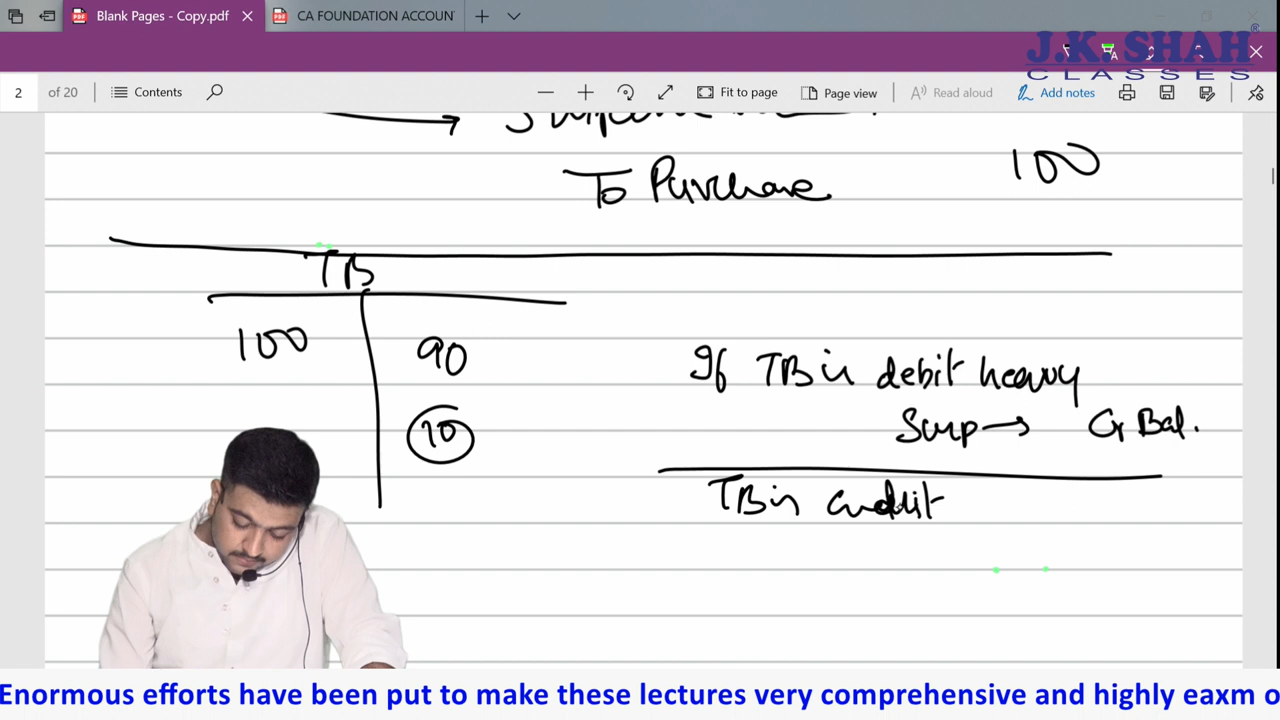 Blank Pages - Copy.pdf
CA FOUNDATION ACCOUN
J.K. SHAH
®
CLASSES
2 of 20
Contents
Fit to page
Page view
Read aloud
Add notes
To Purchase
100
TB
100 90
10
If TB is debit heavy
Susp → Cr Bal.
TB is credit
Enormous efforts have been put to make these lectures very comprehensive and highly eaxm o